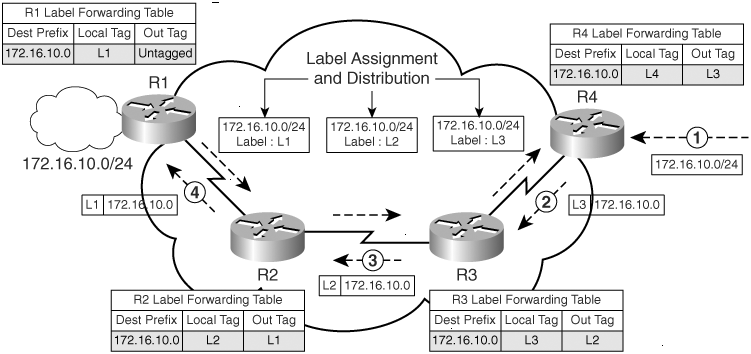 R1 Label Forwarding Table
Dest Prefix Local Tag Out Tag
172.16.10.0 L1 Untagged
R4 Label Forwarding Table
Dest Prefix Local Tag Out Tag
172.16.10.0 L4 L3
Label Assignment
and Distribution
R1
R4
172.16.10.0/24
Label : L1
172.16.10.0/24
Label : L2
172.16.10.0/24
Label : L3
1
172.16.10.0/24
172.16.10.0/24
4
L1 172.16.10.0
2
L3 172.16.10.0
R2
3
R3
L2 172.16.10.0
R2 Label Forwarding Table
Dest Prefix Local Tag Out Tag
172.16.10.0 L2 L1
R3 Label Forwarding Table
Dest Prefix Local Tag Out Tag
172.16.10.0 L3 L2